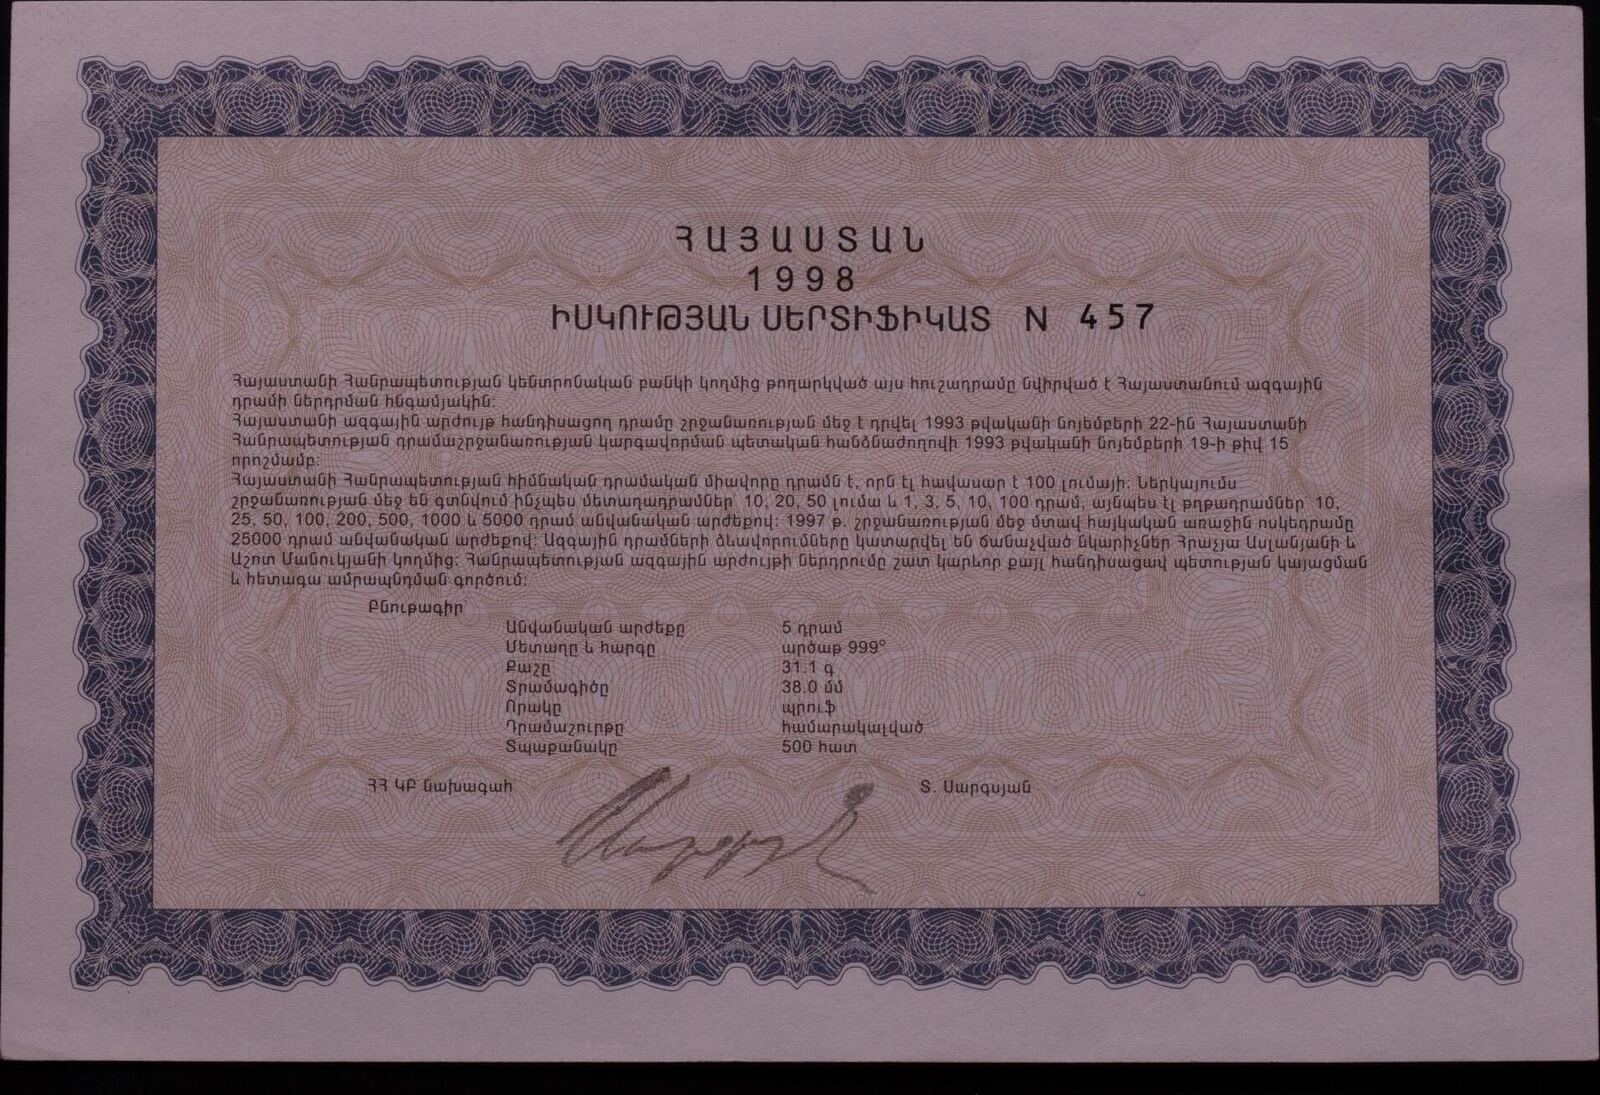 ՀԱՅԱՍՏԱՆ
1998
ԻՍԿՈՒԹՅԱՆ ՍԵՐՏԻՖԻԿԱՏ N 457
Հայաստանի Հանրապետության կենտրոնական բանկի կողմից թողարկված այս հուշադրամը նվիրված է Հայաստանում ազգային
դրամի ներդրման հնգամյակին:
Հայաստանի ազգային արժույթ հանդիսացող դրամը շրջանառության մեջ է դրվել 1993 թվականի նոյեմբերի 22-ին Հայաստանի
Հանրապետության դրամաշրջանառության կարգավորման պետական հանձնաժողովի 1993 թվականի նոյեմբերի 19-ի թիվ 15
որոշմամբ:
Հայաստանի Հանրապետության հիմնական դրամական միավորը դրամն է, որն էլ հավասար է 100 լումայի: Ներկայումս
շրջանառության մեջ են գտնվում ինչպես մետաղադրամներ՝ 10, 20, 50 լումա և 1, 3, 5, 10, 100 դրամ, այնպես էլ թղթադրամներ՝ 10,
25, 50, 100, 200, 500, 1000 և 5000 դրամ անվանական արժեքով: 1997 թ. շրջանառության մեջ մտավ հայկական առաջին ոսկեդրամը
25000 դրամ անվանական արժեքով: Ազգային դրամների ձևավորումները կատարվել են ճանաչված նկարիչներ Հրաչյա Ասլանյանի և
Աշոտ Մանուկյանի կողմից: Հանրապետության ազգային արժույթի ներդրումը շատ կարևոր քայլ հանդիսացավ պետության կայացման
և հետագա ամրապնդման գործում:
Բնութագիր՝
Անվանական արժեքը 5 դրամ
Մետաղը և հարգը արծաթ 999°
Քաշը 31.1 գ
Տրամագիծը 38.0 մմ
Որակը պրուֆ
Դրամաշուրթը համարակալված
Տպաքանակը 500 հատ
ՀՀ ԿԲ նախագահ՝ Տ. Սարգսյան